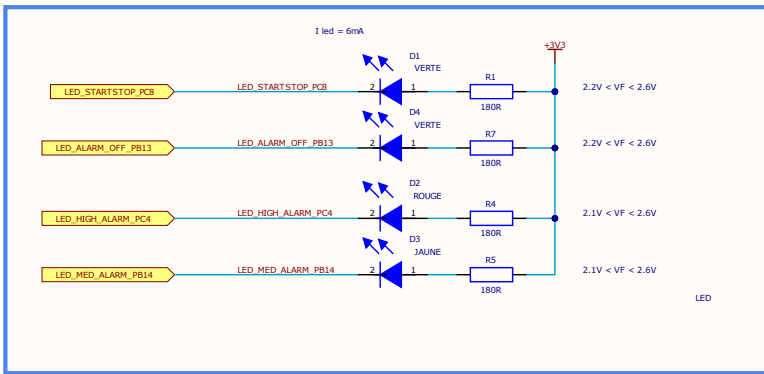 I led = 6mA
+3V3
LED_STARTSTOP_PC8
LED_STARTSTOP_PC8
2
D1
VERTE
1
R1
180R
2.2V < VF < 2.6V
LED_ALARM_OFF_PB13
LED_ALARM_OFF_PB13
2
D4
VERTE
1
R7
180R
2.2V < VF < 2.6V
LED_HIGH_ALARM_PC4
LED_HIGH_ALARM_PC4
2
D2
ROUGE
1
R4
180R
2.1V < VF < 2.6V
LED_MED_ALARM_PB14
LED_MED_ALARM_PB14
2
D3
JAUNE
1
R5
180R
2.1V < VF < 2.6V
LED